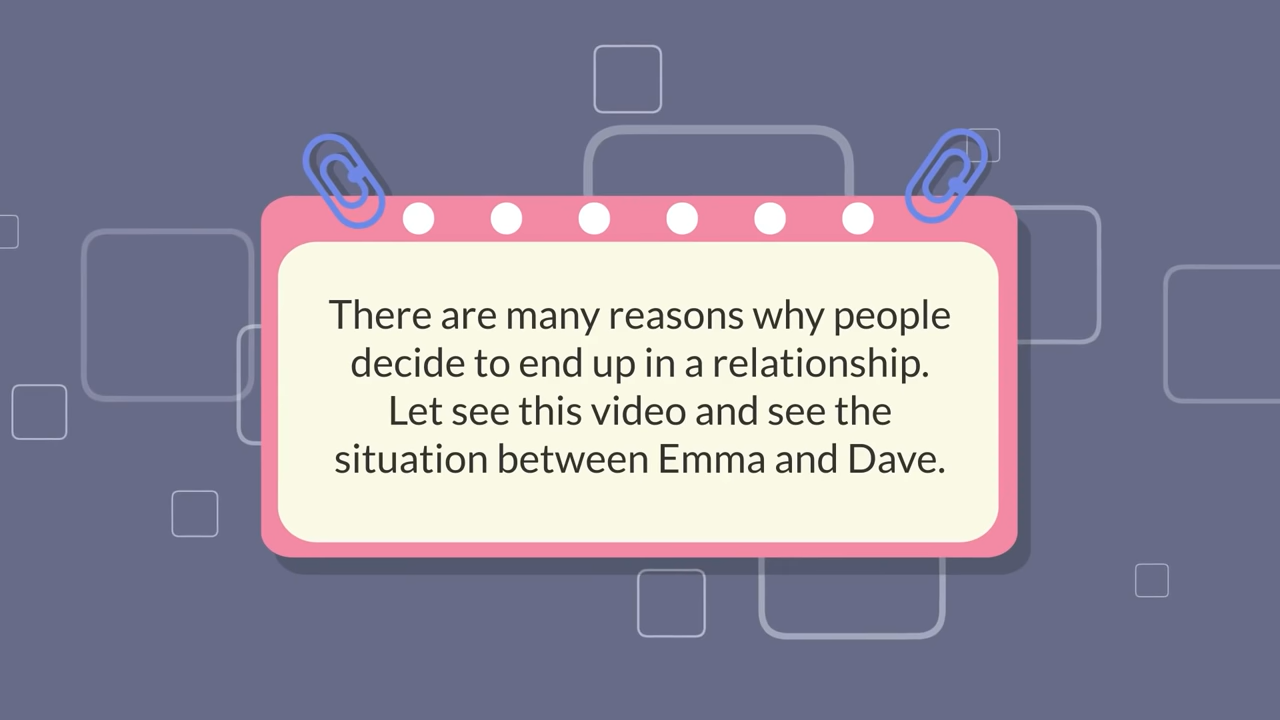 There are many reasons why people
decide to end up in a relationship.
Let see this video and see the
situation between Emma and Dave.